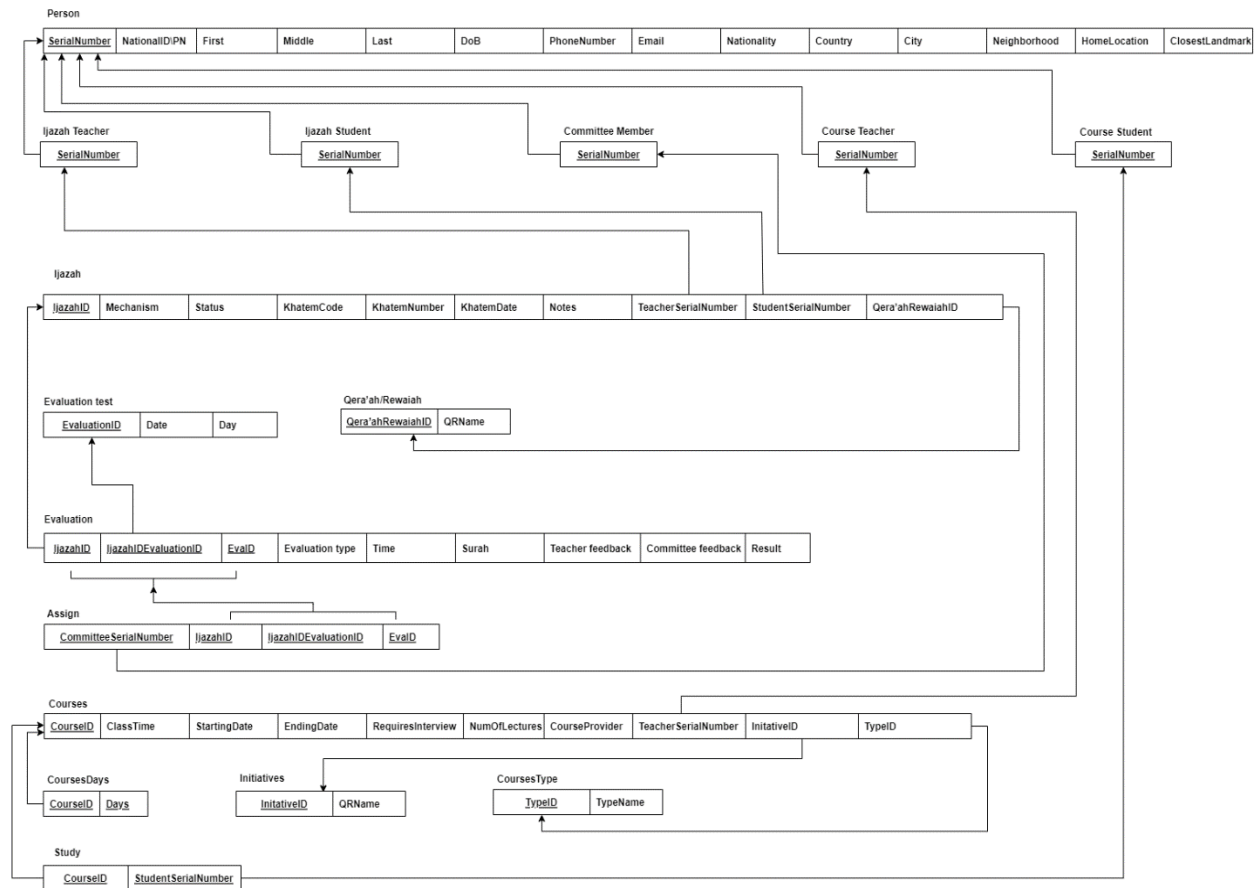 Person
SerialNumber NationalID\PN First Middle Last DoB PhoneNumber Email Nationality Country City Neighborhood HomeLocation ClosestLandmark
Ijazah Teacher Ijazah Student Committee Member Course Teacher Course Student
SerialNumber SerialNumber SerialNumber SerialNumber SerialNumber
Ijazah
IjazahID Mechanism Status KhatemCode KhatemNumber KhatemDate Notes TeacherSerialNumber StudentSerialNumber Qera'ahRewaiahID
Evaluation test Qera'ah/Rewaiah
EvaluationID Date Day Qera'ahRewaiahID QRName
Evaluation
IjazahID IjazahIDEvaluationID EvalD Evaluation type Time Surah Teacher feedback Committee feedback Result
Assign
CommitteeSerialNumber IjazahID IjazahIDEvaluationID EvalD
Courses
CourseID ClassTime StartingDate EndingDate RequiresInterview NumOfLectures CourseProvider TeacherSerialNumber InitativeID TypeID
CoursesDays Initiatives CoursesType
CourseID Days InitativeID QRName TypeID TypeName
Study
CourseID StudentSerialNumber